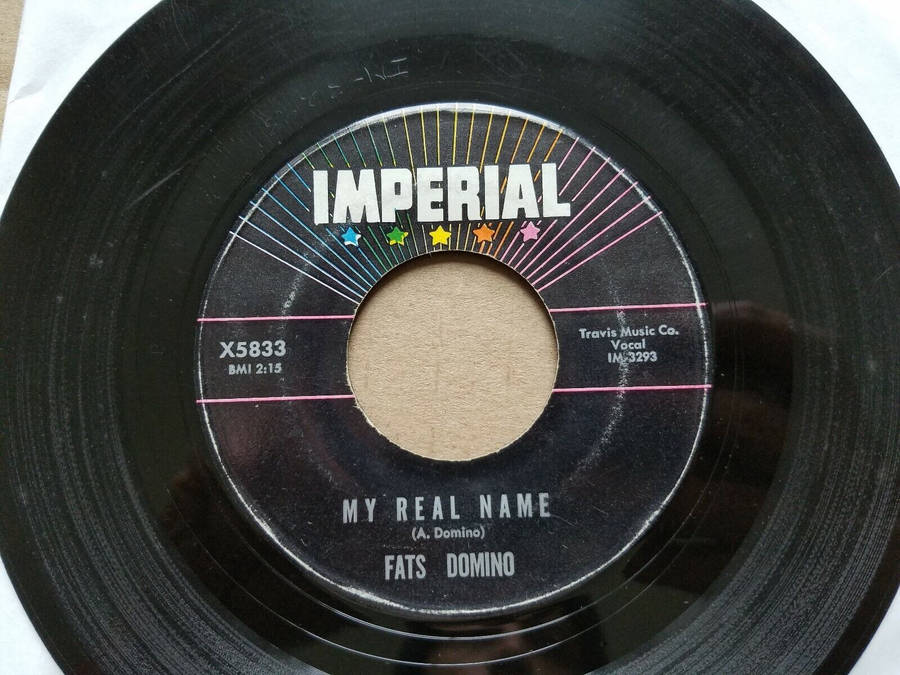 IMPERIAL
X5833
BMI 2:15
Travis Music Co.
Vocal
IM-3293
MY REAL NAME
(A. Domino)
FATS DOMINO